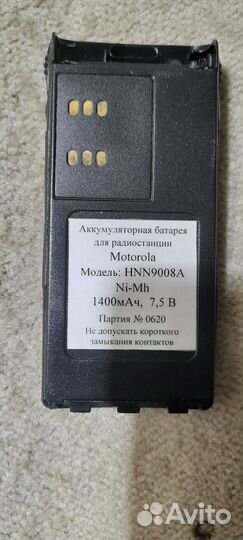 Аккумуляторная батарея
для радиостанции
Motorola
Модель: HNN9008A
Ni-Mh
1400мАч, 7,5 В
Партия № 0620
Не допускать короткого
замыкания контактов
Avito